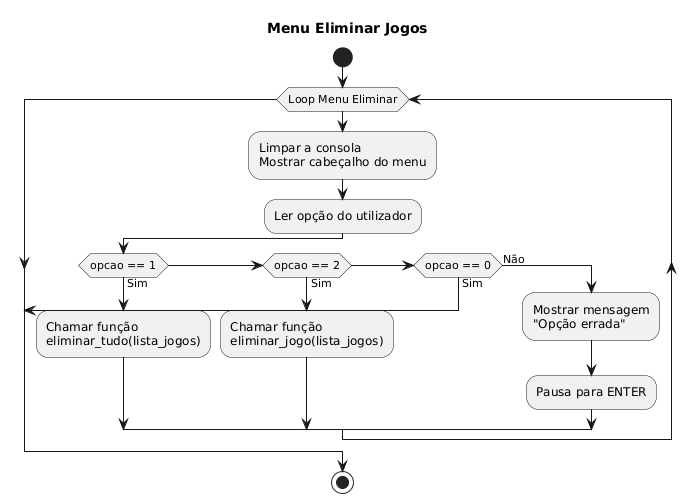 Menu Eliminar Jogos
Loop Menu Eliminar
Limpar a consola
Mostrar cabeçalho do menu
Ler opção do utilizador
opcao == 1
opcao == 2
opcao == 0
Não
Sim
Sim
Sim
Chamar função
eliminar_tudo(lista_jogos)
Chamar função
eliminar_jogo(lista_jogos)
Mostrar mensagem
"Opção errada"
Pausa para ENTER